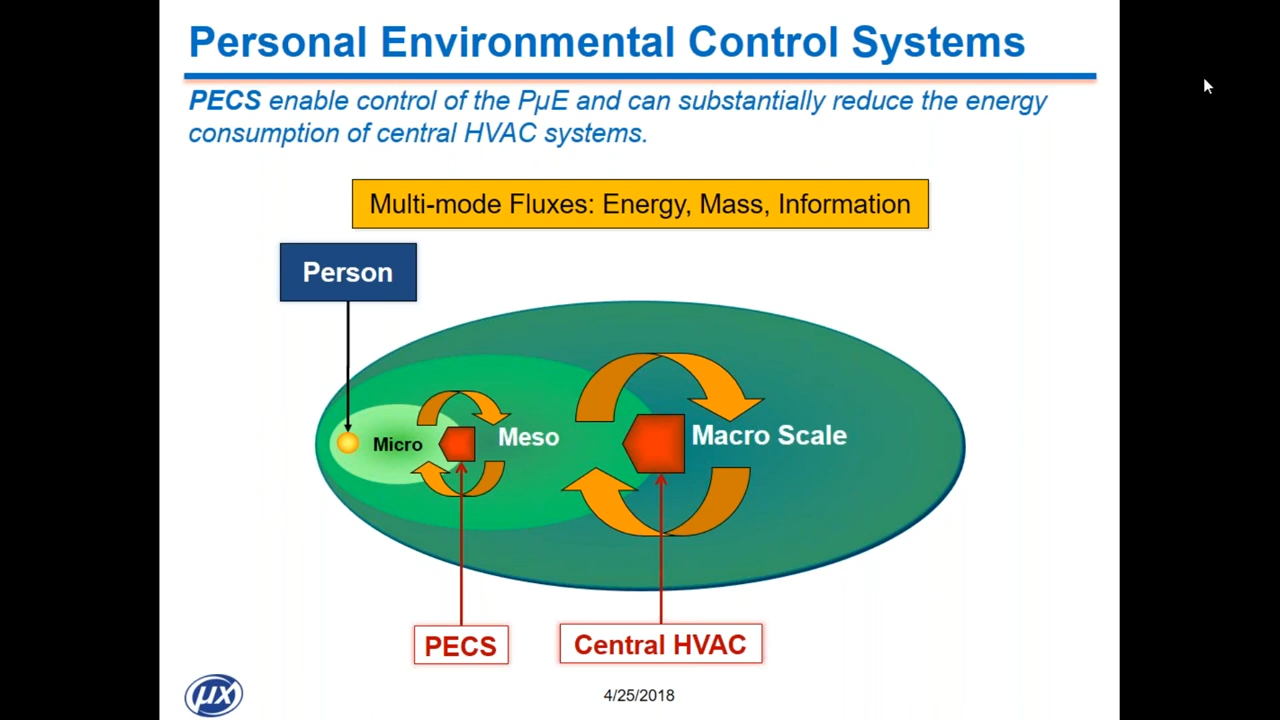 Personal Environmental Control Systems
PECS enable control of the PµE and can substantially reduce the energy
consumption of central HVAC systems.
Multi-mode Fluxes: Energy, Mass, Information
Person
Micro
Meso
Macro Scale
PECS
Central HVAC
µx
4/25/2018